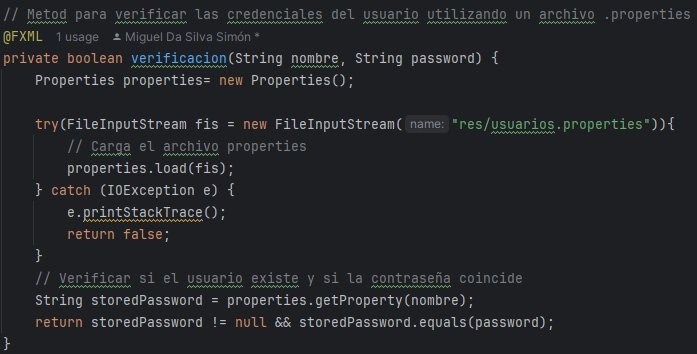 // Metod para verificar las credenciales del usuario utilizando un archivo .properties
@FXML 1 usage Miguel Da Silva Simón *
private boolean verificacion(String nombre, String password) {
Properties properties= new Properties();
try(FileInputStream fis = new FileInputStream( name: "res/usuarios.properties")){
// Carga el archivo properties
properties.load(fis);
} catch (IOException e) {
e.printStackTrace();
return false;
}
// Verificar si el usuario existe y si la contraseña coincide
String storedPassword = properties.getProperty(nombre);
return storedPassword != null && storedPassword.equals(password);
}